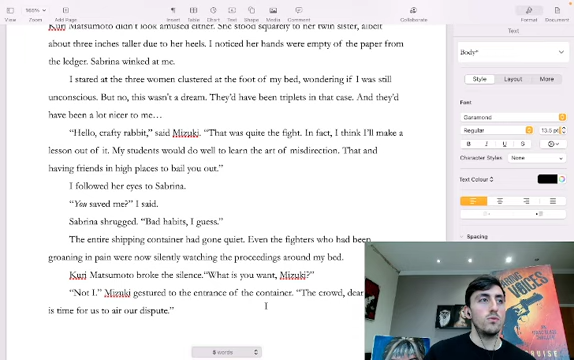 168%
View
Zoom
Add Page
Insert
Table
Chart
Text
Shape
Media
Comment
Collaborate
Format
Document
Kuri Matsumoto didn't look amused either. She stood squarely to her twin sister, albeit
about three inches taller due to her heels. I noticed her hands were empty of the paper from
the ledger. Sabrina winked at me.
I stared at the three women clustered at the foot of my bed, wondering if I was still
unconscious. But no, this wasn't a dream. They'd have been triplets in that case. And they'd
have been a lot nicer to me…
“Hello, crafty rabbit,” said Mizuki. “That was quite the fight. In fact, I think I'll make a
lesson out of it. My students would do well to learn the art of misdirection. That and
having friends in high places to bail you out.”
I followed her eyes to Sabrina.
“You saved me?” I said.
Sabrina shrugged. “Bad habits, I guess.”
The entire shipping container had gone quiet. Even the fighters who had been
groaning in pain were now silently watching the proceedings around my bed.
Kuri Matsumoto broke the silence.“What is you want, Mizuki?”
“Not I.” Mizuki gestured to the entrance of the container. “The crowd, dear
is time for us to air our dispute.”
words
Text
Body*
Style
Layout
More
Font
Garamond
Regular
13.5 pt
B
I
U
S
Character Styles
None
Text Colour
Spacing
VOICES